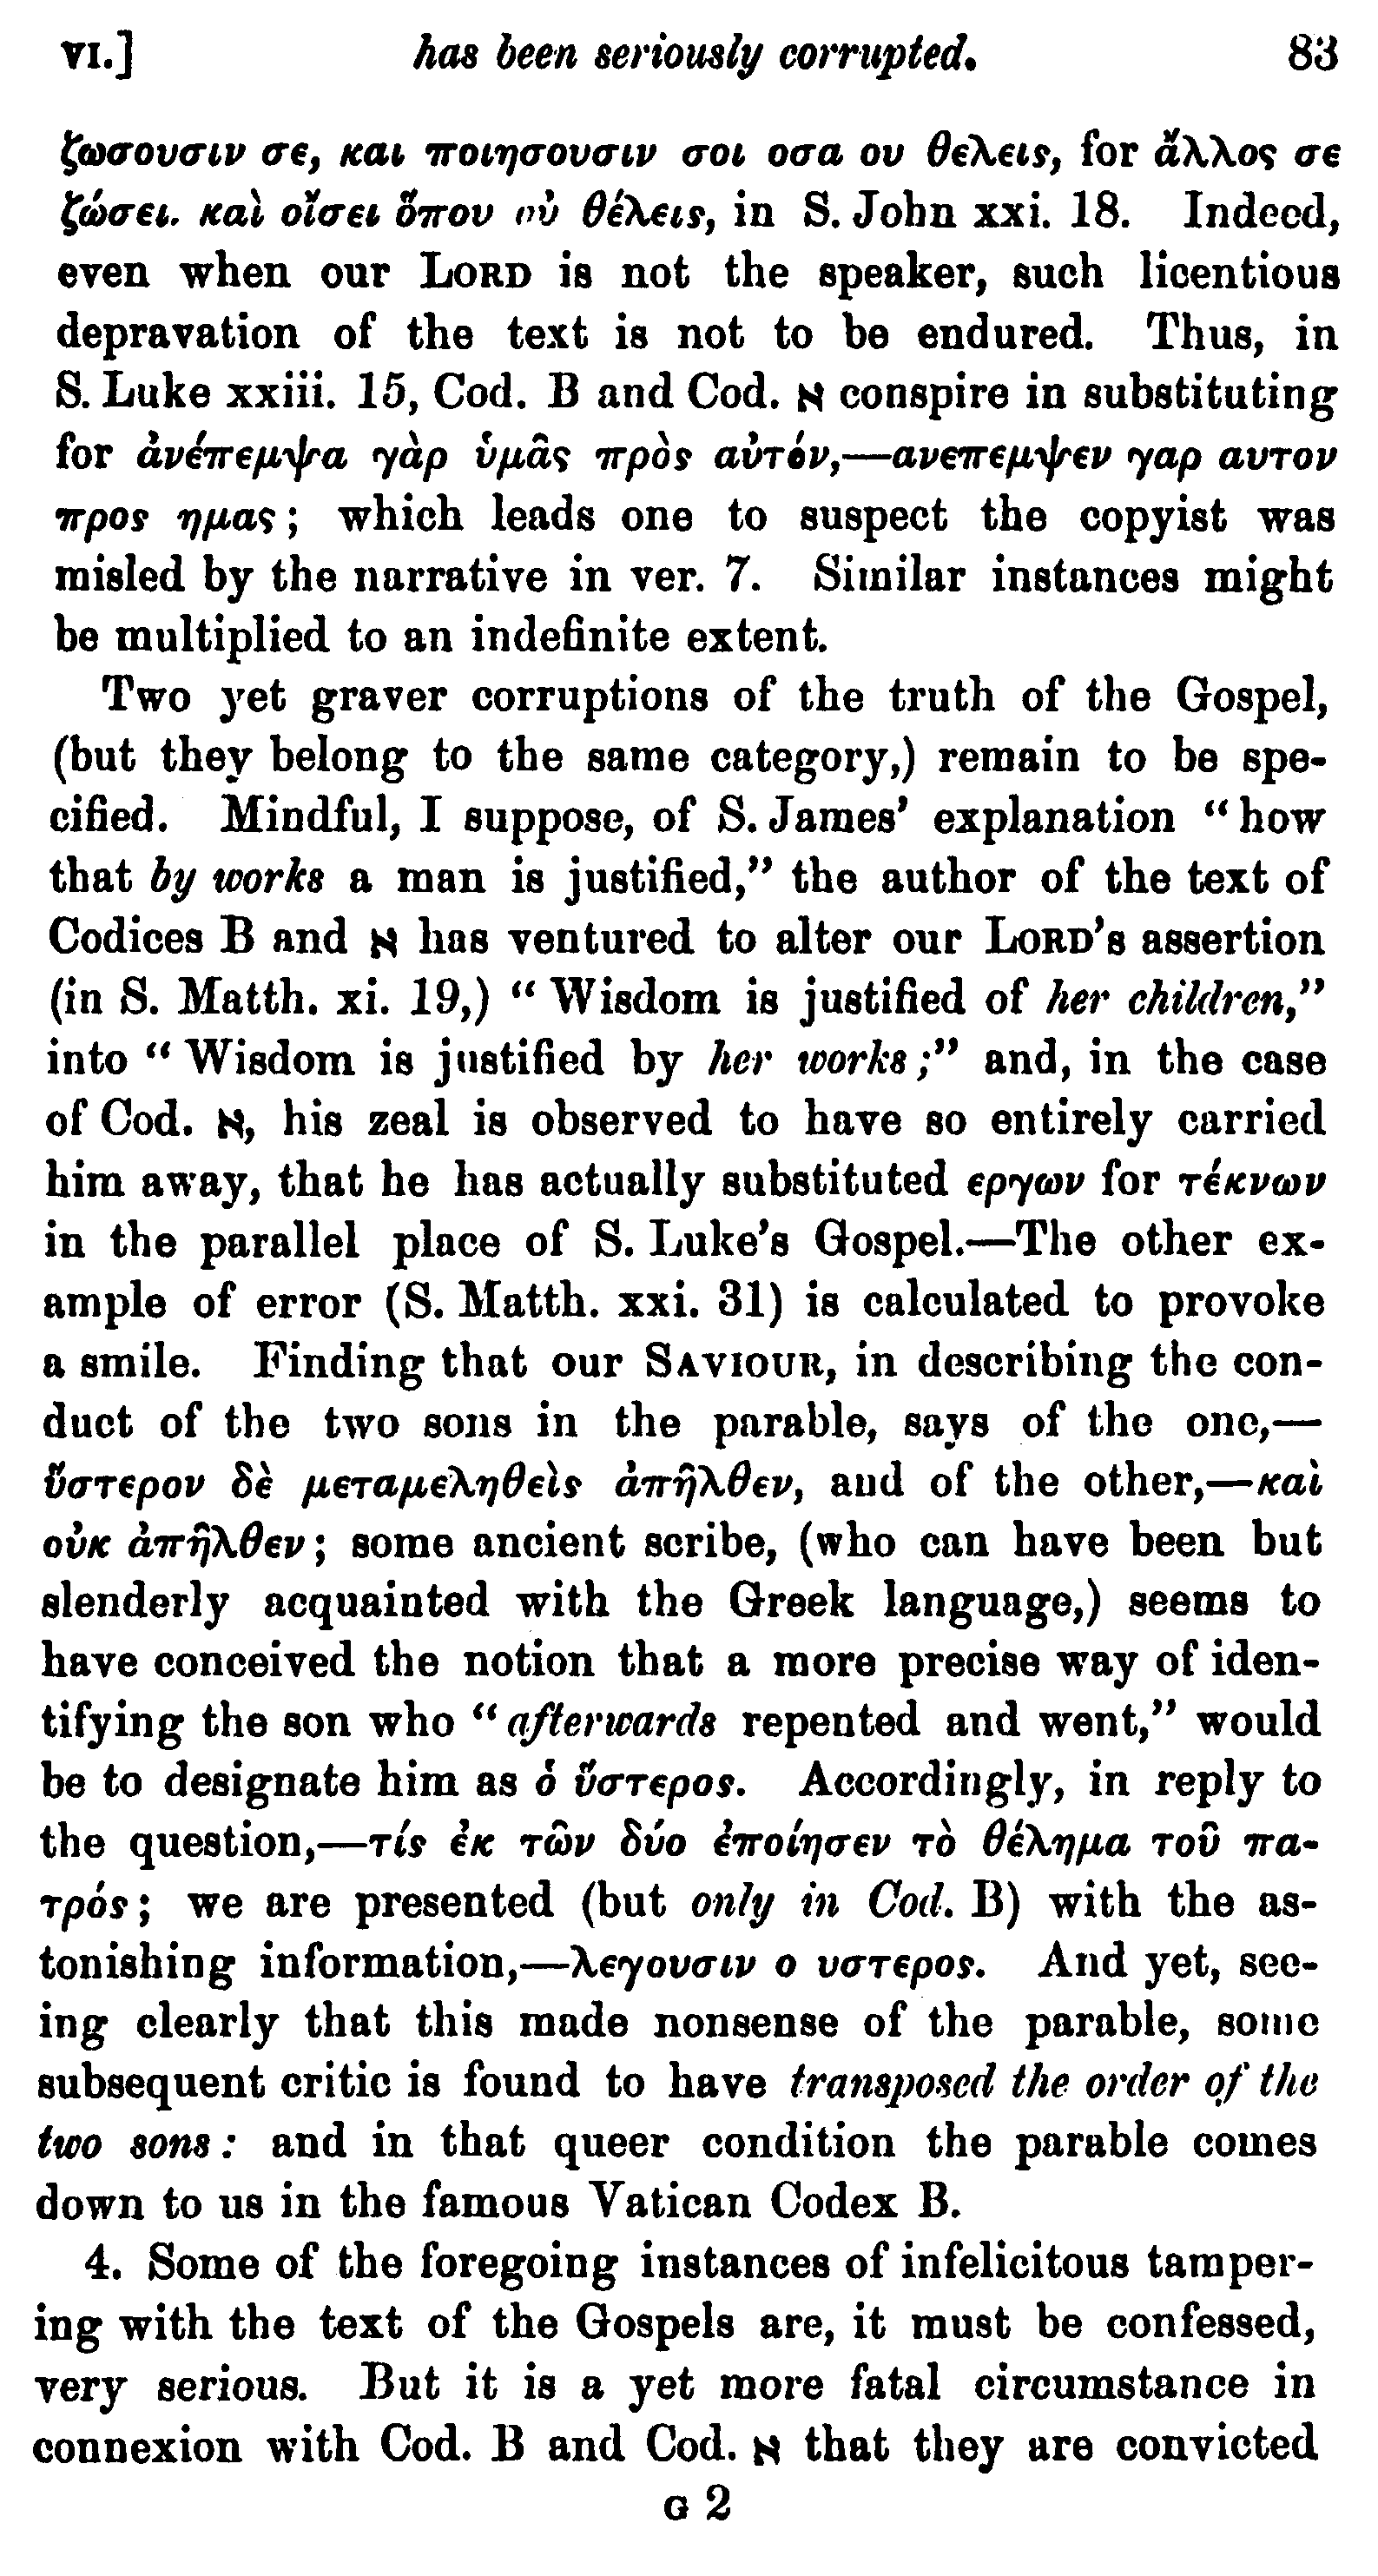 VI.] has been seriously corrupted. 83
ζωσουσιν σε, και ποιησουσιν σοι οσα ου θελεις, for ἄλλος σε
ζώσει. καὶ οἴσει ὅπου οὐ θέλεις, in S. John xxi. 18. Indeed,
even when our LORD is not the speaker, such licentious
depravation of the text is not to be endured. Thus, in
S. Luke xxiii. 15, Cod. B and Cod. א conspire in substituting
for ἀνέπεμψα γὰρ ὑμᾶς πρὸς αὐτόν,—ανεπεμψεν γαρ αυτον
προς ημας; which leads one to suspect the copyist was
misled by the narrative in ver. 7. Similar instances might
be multiplied to an indefinite extent.
Two yet graver corruptions of the truth of the Gospel,
(but they belong to the same category,) remain to be spe-
cified. Mindful, I suppose, of S. James’ explanation “how
that by works a man is justified,” the author of the text of
Codices B and א has ventured to alter our LORD’s assertion
(in S. Matth. xi. 19,) “Wisdom is justified of her children,”
into “Wisdom is justified by her works;” and, in the case
of Cod. א, his zeal is observed to have so entirely carried
him away, that he has actually substituted εργων for τέκνων
in the parallel place of S. Luke’s Gospel.—The other ex-
ample of error (S. Matth. xxi. 31) is calculated to provoke
a smile. Finding that our SAVIOUR, in describing the con-
duct of the two sons in the parable, says of the one,—
ὕστερον δὲ μεταμεληθεὶς ἀπῆλθεν, and of the other,—καὶ
οὐκ ἀπῆλθεν; some ancient scribe, (who can have been but
slenderly acquainted with the Greek language,) seems to
have conceived the notion that a more precise way of iden-
tifying the son who “afterwards repented and went,” would
be to designate him as ὁ ὕστερος. Accordingly, in reply to
the question,—τίς ἐκ τῶν δύο ἐποίησεν τὸ θέλημα τοῦ πα-
τρός; we are presented (but only in Cod. B) with the as-
tonishing information,—λεγουσιν ο υστερος. And yet, see-
ing clearly that this made nonsense of the parable, some
subsequent critic is found to have transposed the order of the
two sons: and in that queer condition the parable comes
down to us in the famous Vatican Codex B.
4. Some of the foregoing instances of infelicitous tamper-
ing with the text of the Gospels are, it must be confessed,
very serious. But it is a yet more fatal circumstance in
connexion with Cod. B and Cod. א that they are convicted
G 2